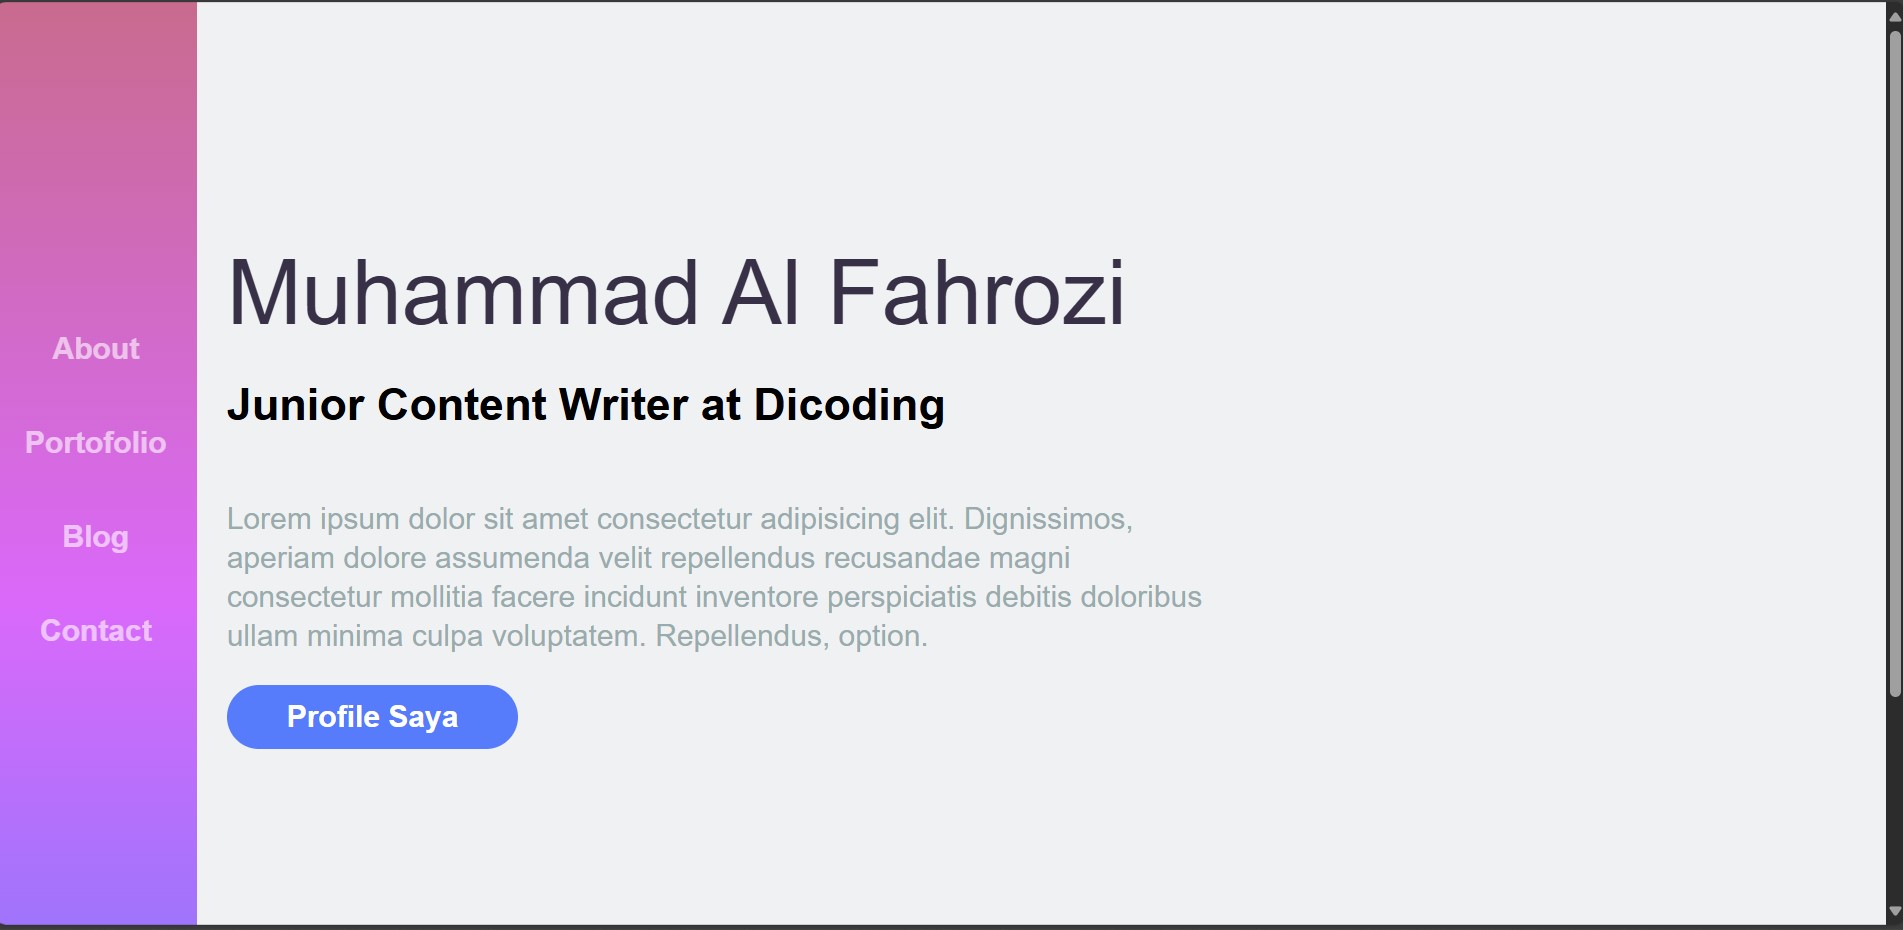 About
Portofolio
Blog
Contact
Muhammad Al Fahrozi
Junior Content Writer at Dicoding
Lorem ipsum dolor sit amet consectetur adipisicing elit. Dignissimos,
aperiam dolore assumenda velit repellendus recusandae magni
consectetur mollitia facere incidunt inventore perspiciatis debitis doloribus
ullam minima culpa voluptatem. Repellendus, option.
Profile Saya